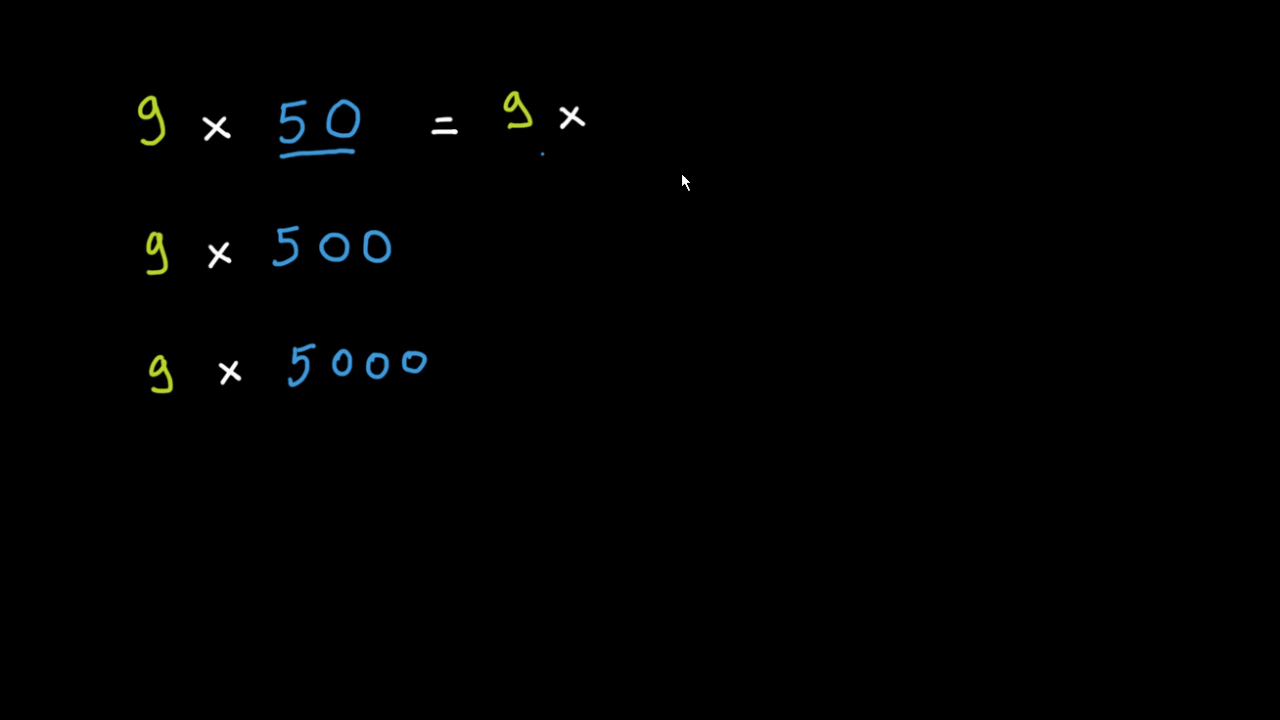 9 × 50 = 9 ×
9 × 500
9 × 5000